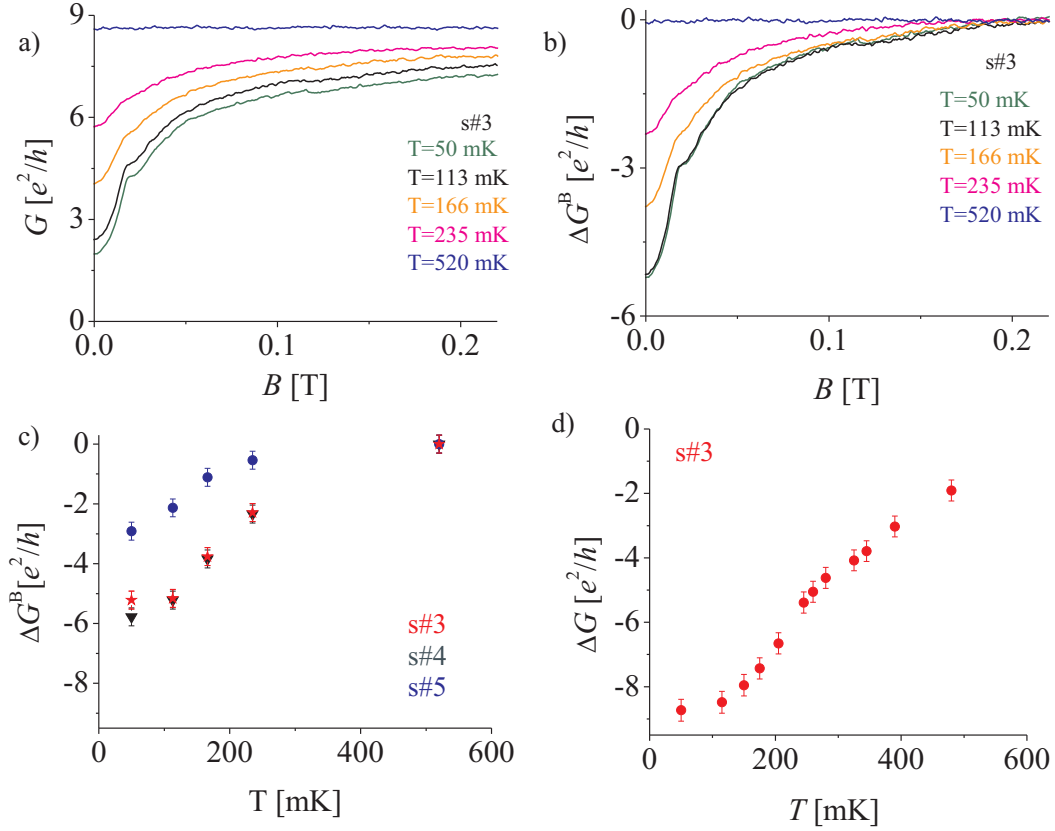 a)
9
6
3
0
G [e²/h]
s#3
T=50 mK
T=113 mK
T=166 mK
T=235 mK
T=520 mK
0.0 0.1 0.2
B [T]
b)
0
-3
-6
ΔG^B [e²/h]
s#3
T=50 mK
T=113 mK
T=166 mK
T=235 mK
T=520 mK
0.0 0.1 0.2
B [T]
c)
0
-2
-4
-6
-8
ΔG^B [e²/h]
s#3
s#4
s#5
0 200 400 600
T [mK]
d)
0
-2
-4
-6
-8
ΔG [e²/h]
s#3
0 200 400 600
T [mK]